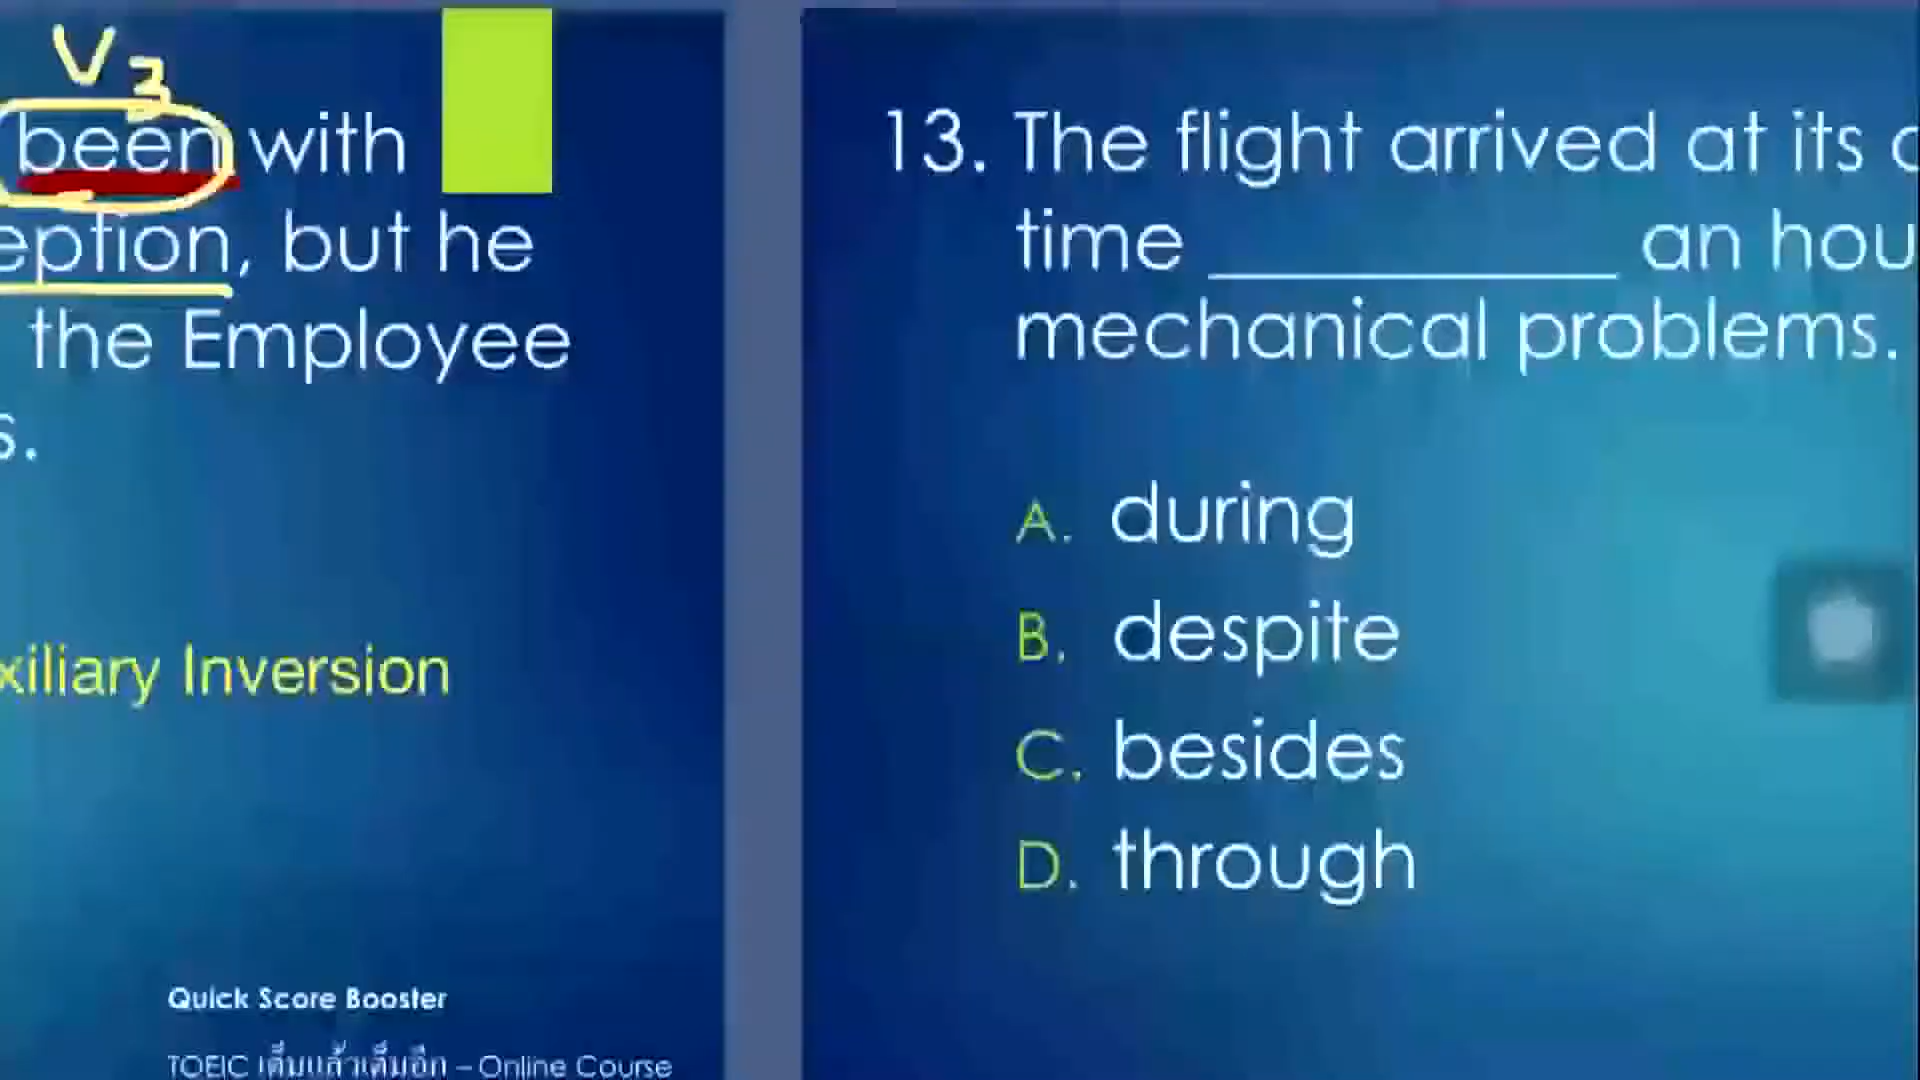 V3
been with
eption, but he
the Employee
s.
xiliary Inversion
Quick Score Booster
TOEIC เต็มแล้วเต็มอีก – Online Course
13. The flight arrived at its
time __________ an hou
mechanical problems.
A. during
B. despite
C. besides
D. through